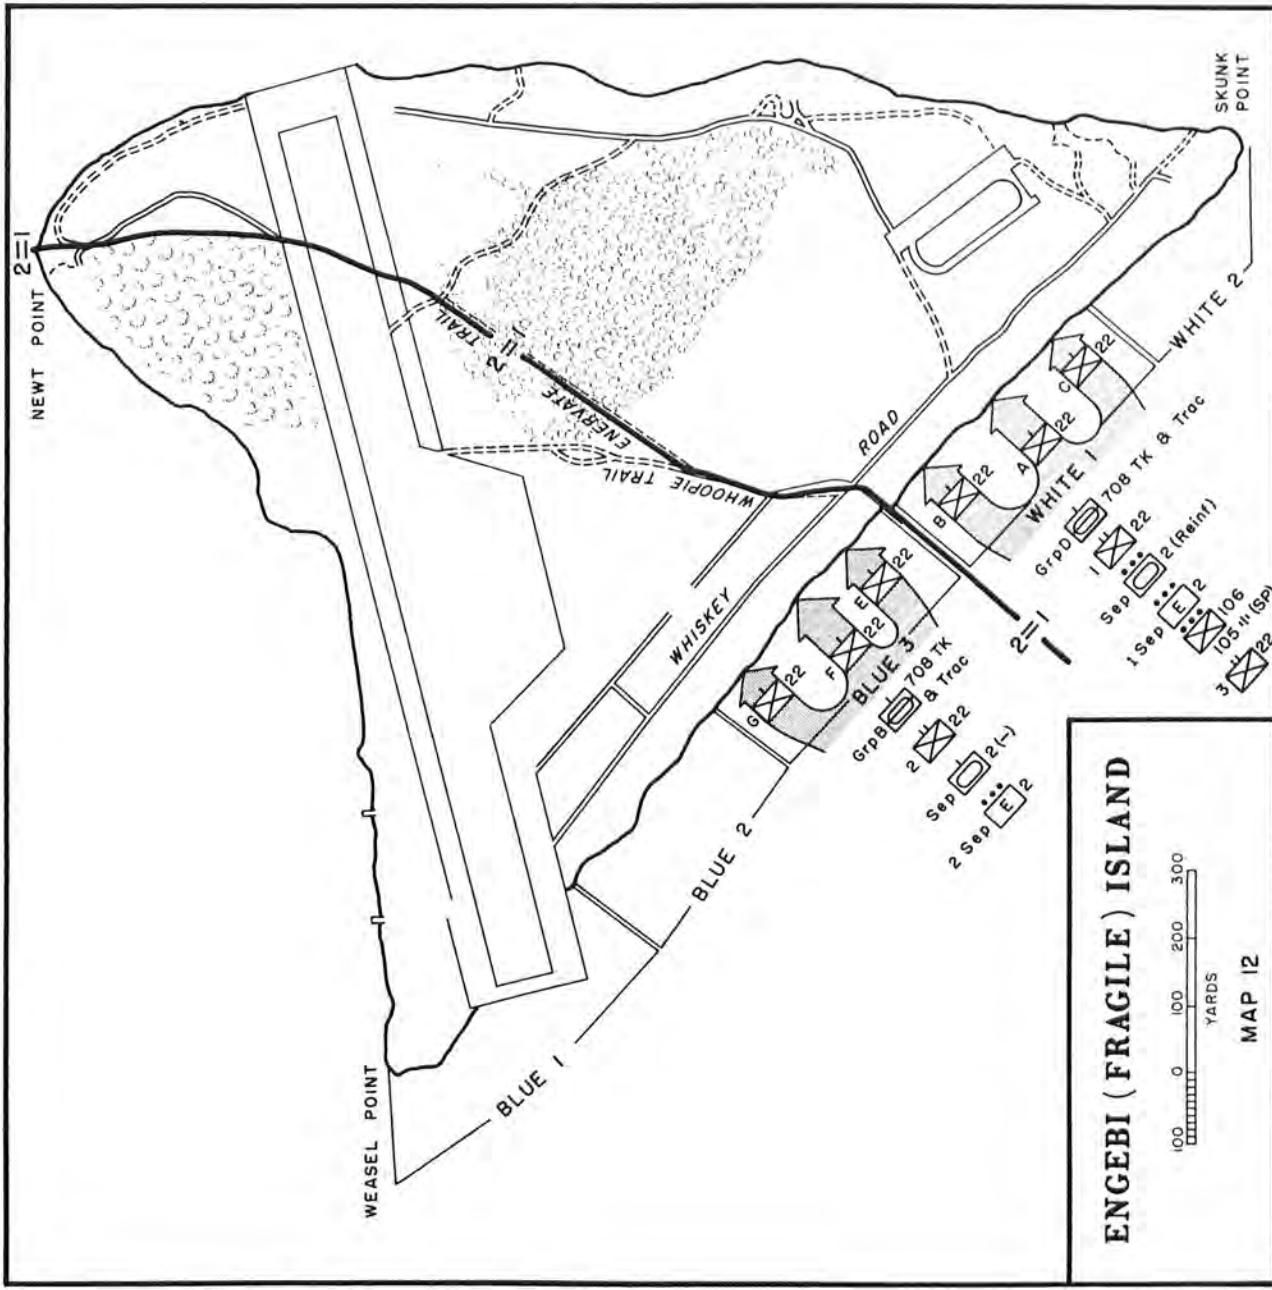 2=1
NEWT POINT
SKUNK
POINT
ENERVATE TRAIL
2=1
WHOOPIE TRAIL
WHISKEY ROAD
WEASEL POINT
BLUE 1
BLUE 2
BLUE 3
WHITE 1
WHITE 2
G 22
F 22
E 22
B 22
A 22
C 22
2=1
GrpB 708 TK
& Trac
2 22
Sep 2 (-)
2 Sep E 2
GrpD 708 TK & Trac
1 22
Sep 2 (Reinf)
1 Sep E 2
106
105 (SP)
3 22
ENGEBI (FRAGILE) ISLAND
100 0 100 200 300
YARDS
MAP 12